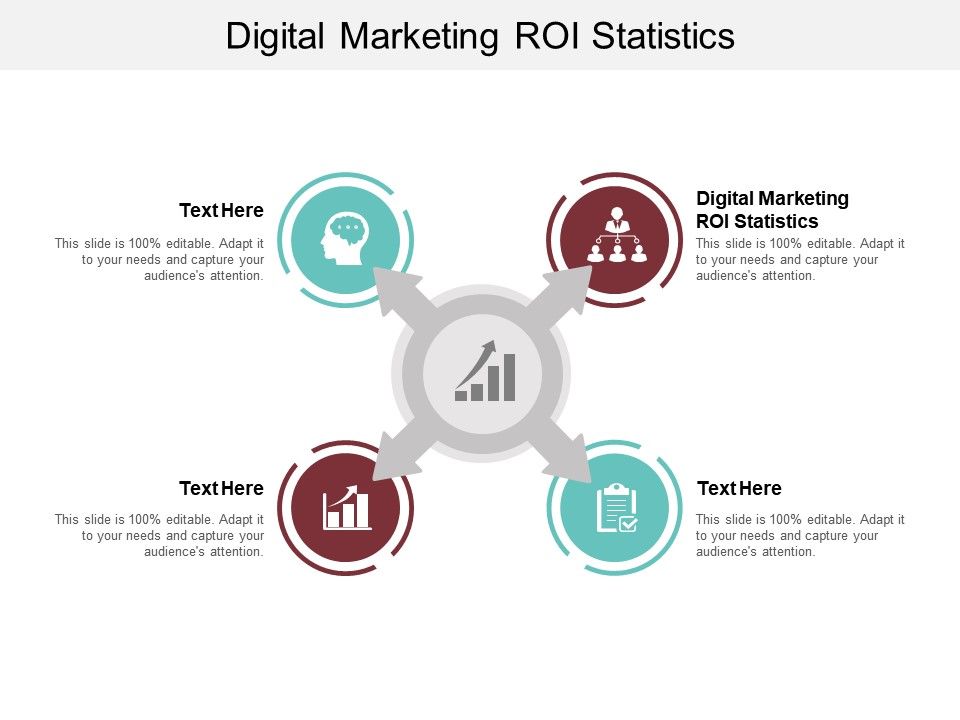 Digital Marketing ROI Statistics
Text Here
This slide is 100% editable. Adapt it
to your needs and capture your
audience's attention.
Digital Marketing
ROI Statistics
This slide is 100% editable. Adapt it
to your needs and capture your
audience's attention.
Text Here
This slide is 100% editable. Adapt it
to your needs and capture your
audience's attention.
Text Here
This slide is 100% editable. Adapt it
to your needs and capture your
audience's attention.